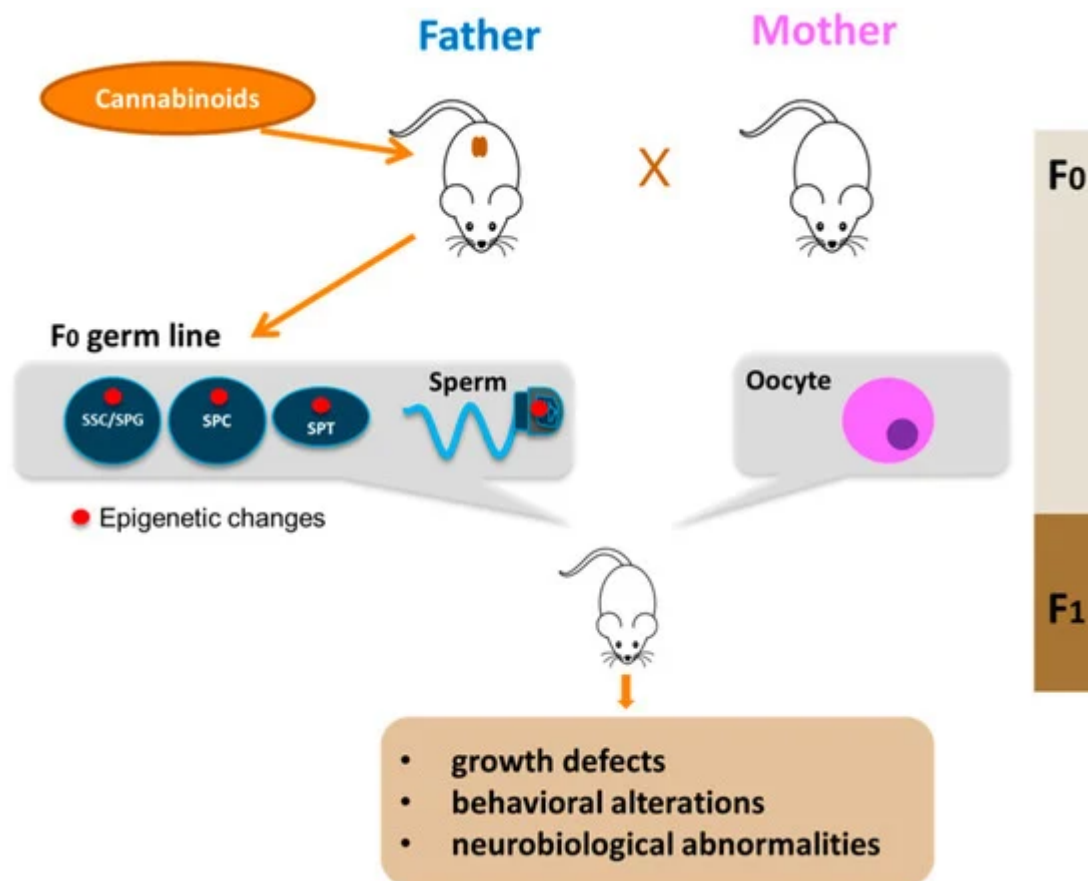 Father
Mother
Cannabinoids
X
F0
F0 germ line
SSC/SPG
SPC
SPT
Sperm
Oocyte
Epigenetic changes
F1
• growth defects
• behavioral alterations
• neurobiological abnormalities